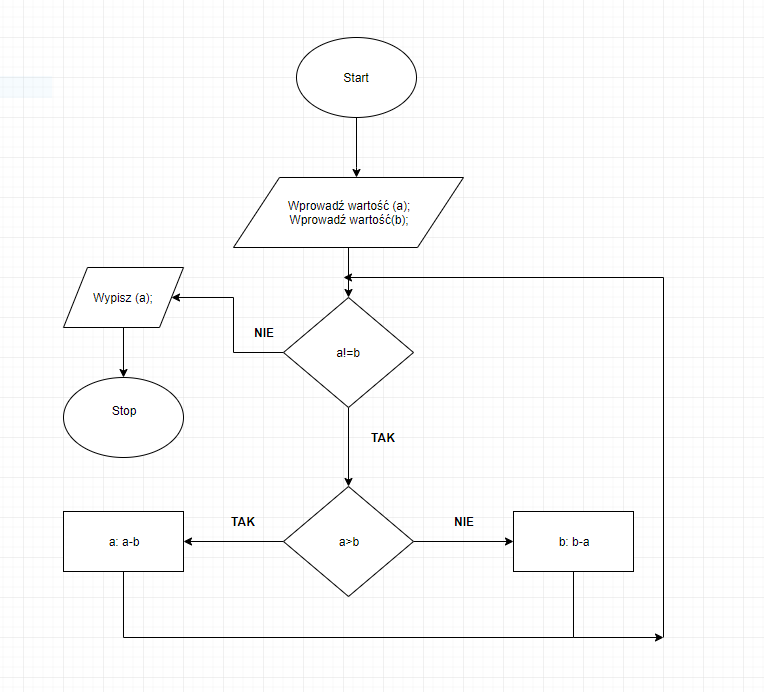 Start
Wprowadź wartość (a);
Wprowadź wartość(b);
Wypisz (a);
NIE
a!=b
Stop
TAK
TAK
NIE
a: a-b
a>b
b: b-a